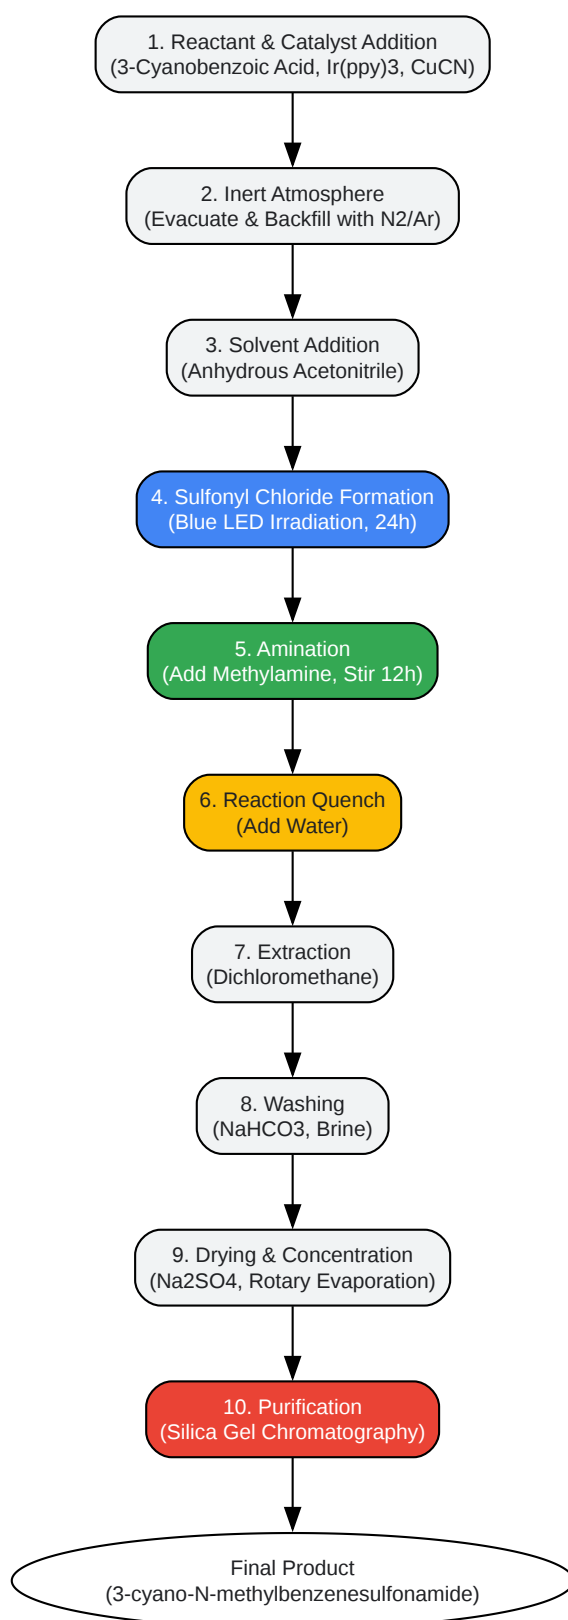 1. Reactant & Catalyst Addition
(3-Cyanobenzoic Acid, Ir(ppy)3, CuCN)
2. Inert Atmosphere
(Evacuate & Backfill with N2/Ar)
3. Solvent Addition
(Anhydrous Acetonitrile)
4. Sulfonyl Chloride Formation
(Blue LED Irradiation, 24h)
5. Amination
(Add Methylamine, Stir 12h)
6. Reaction Quench
(Add Water)
7. Extraction
(Dichloromethane)
8. Washing
(NaHCO3, Brine)
9. Drying & Concentration
(Na2SO4, Rotary Evaporation)
10. Purification
(Silica Gel Chromatography)
Final Product
(3-cyano-N-methylbenzenesulfonamide)